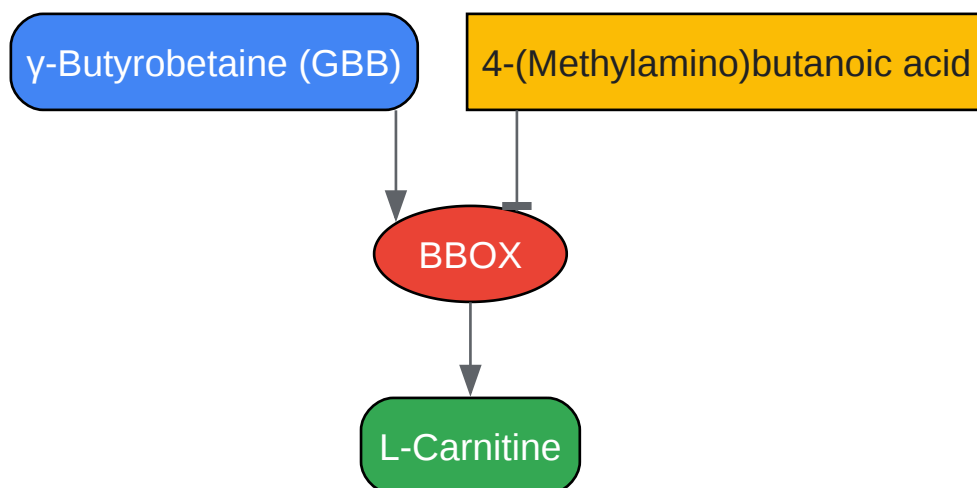 γ-Butyrobetaine (GBB)
4-(Methylamino)butanoic acid
BBOX
L-Carnitine